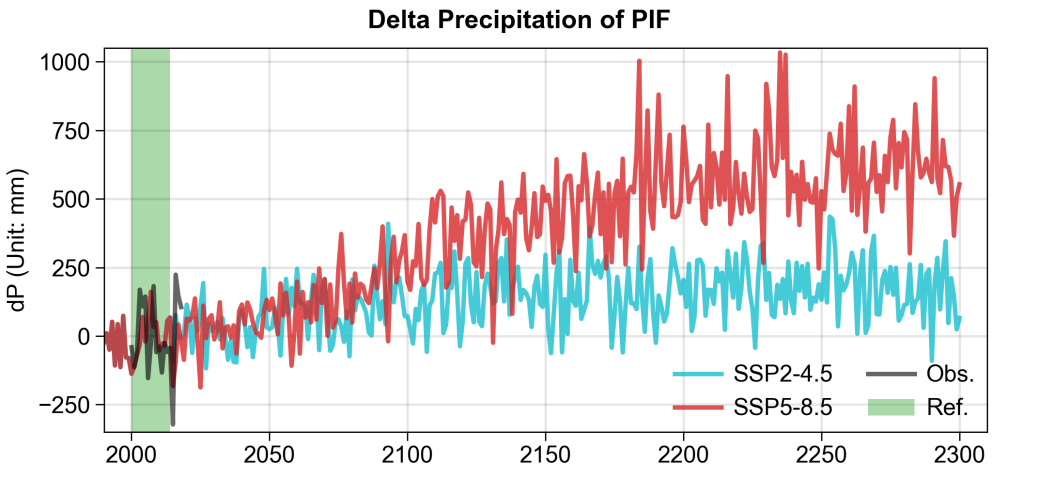 Delta Precipitation of PIF
dP (Unit: mm)
1000
750
500
250
0
−250
2000 2050 2100 2150 2200 2250 2300
SSP2-4.5 Obs.
SSP5-8.5 Ref.